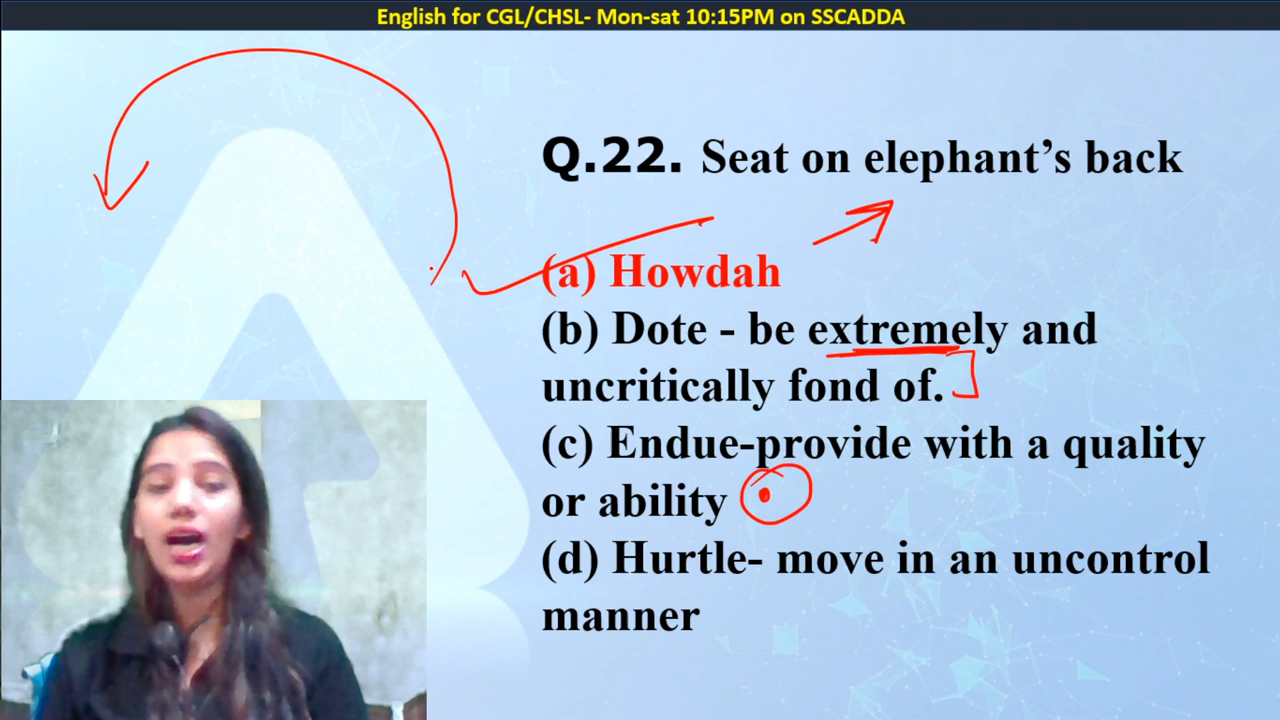 English for CGL/CHSL- Mon-sat 10:15PM on SSCADDA
Q.22. Seat on elephant’s back
(a) Howdah
(b) Dote - be extremely and
uncritically fond of.
(c) Endue-provide with a quality
or ability
(d) Hurtle- move in an uncontrol
manner